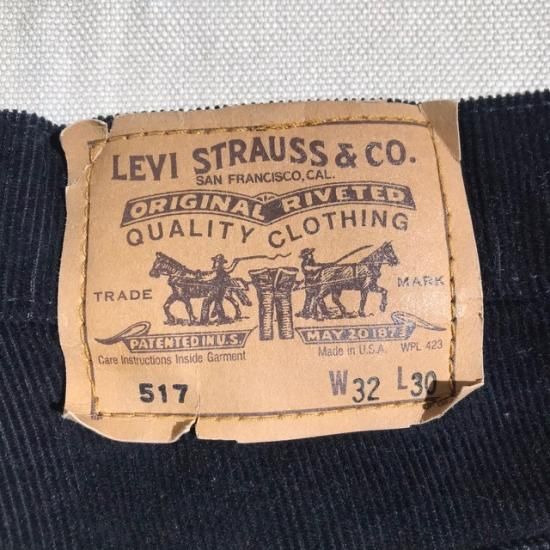 LEVI STRAUSS & CO.
SAN FRANCISCO, CAL.
ORIGINAL RIVETED
QUALITY CLOTHING
TRADE MARK
PATENTED IN U.S. MAY 20 1873
Care Instructions Inside Garment Made in U.S.A. WPL 423
517 W32 L30